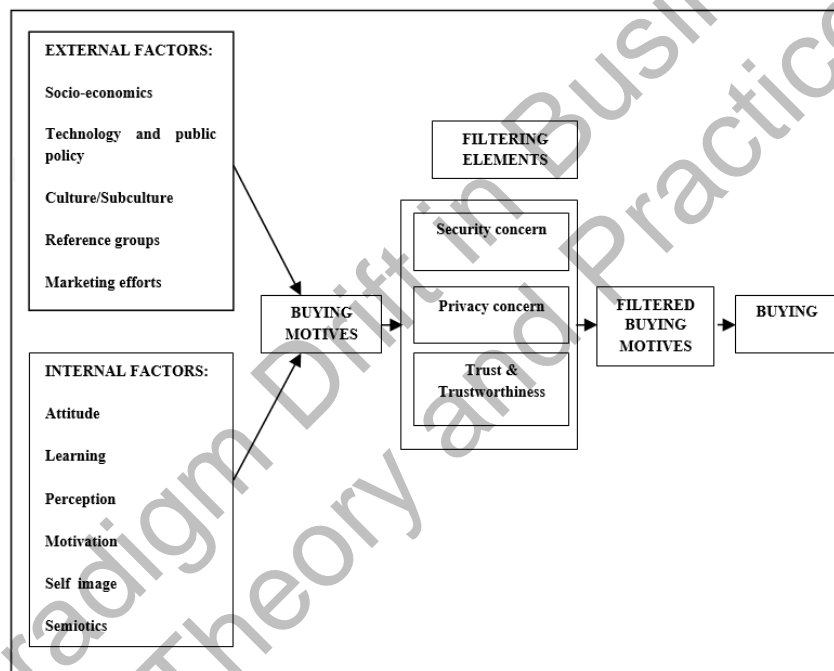 EXTERNAL FACTORS:
Socio-economics
Technology and public
policy
Culture/Subculture
Reference groups
Marketing efforts
INTERNAL FACTORS:
Attitude
Learning
Perception
Motivation
Self image
Semiotics
BUYING
MOTIVES
FILTERING
ELEMENTS
Security concern
Privacy concern
Trust &
Trustworthiness
FILTERED
BUYING
MOTIVES
BUYING
aradigm Drift in Busin
Theory and Practice